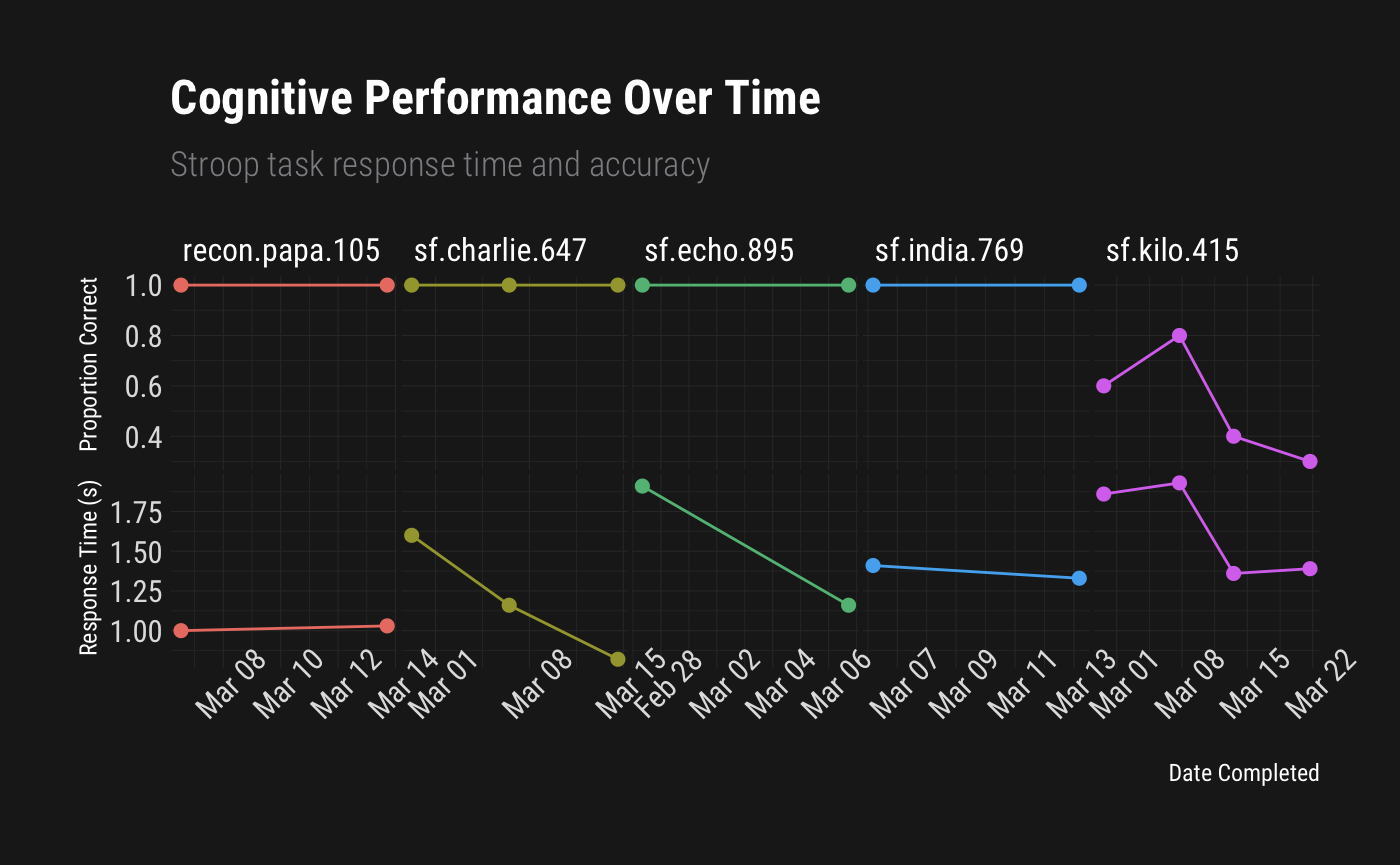 Cognitive Performance Over Time
Stroop task response time and accuracy
recon.papa.105 sf.charlie.647 sf.echo.895 sf.india.769 sf.kilo.415
Proportion Correct
1.0
0.8
0.6
0.4
Response Time (s)
1.75
1.50
1.25
1.00
Mar 08 Mar 10 Mar 12 Mar 14 Mar 01 Mar 08 Mar 15 Feb 28 Mar 02 Mar 04 Mar 06 Mar 07 Mar 09 Mar 11 Mar 13 Mar 01 Mar 08 Mar 15 Mar 22
Date Completed